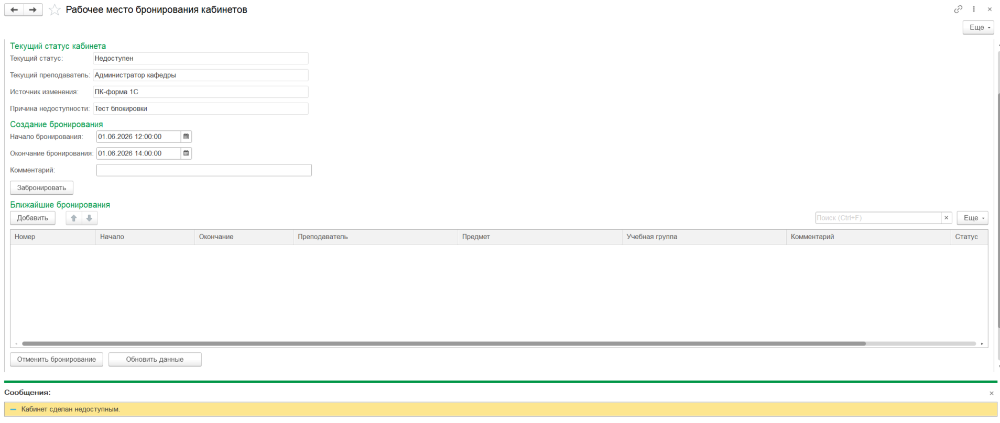 Рабочее место бронирования кабинетов
Еще
Текущий статус кабинета
Текущий статус: Недоступен
Текущий преподаватель: Администратор кафедры
Источник изменения: ПК-форма 1С
Причина недоступности: Тест блокировки
Создание бронирования
Начало бронирования: 01.06.2026 12:00:00
Окончание бронирования: 01.06.2026 14:00:00
Комментарий:
Забронировать
Ближайшие бронирования
Добавить Поиск (Ctrl+F) × Еще
Номер Начало Окончание Преподаватель Предмет Учебная группа Комментарий Статус
Отменить бронирование Обновить данные
Сообщения:
Кабинет сделан недоступным.